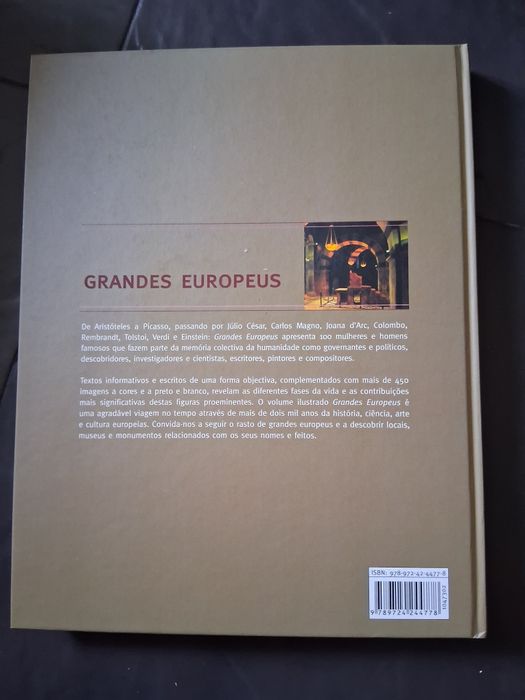 GRANDES EUROPEUS
De Aristóteles a Picasso, passando por Júlio César, Carlos Magno, Joana d'Arc, Colombo,
Rembrandt, Tolstoi, Verdi e Einstein: Grandes Europeus apresenta 100 mulheres e homens
famosos que fazem parte da memória colectiva da humanidade como governantes e políticos,
descobridores, investigadores e cientistas, escritores, pintores e compositores.
Textos informativos e escritos de uma forma objectiva, complementados com mais de 450
imagens a cores e a preto e branco, revelam as diferentes fases da vida e as contribuições
mais significativas destas figuras proeminentes. O volume ilustrado Grandes Europeus é
uma agradável viagem no tempo através de mais de dois mil anos da história, ciência, arte
e cultura europeias. Convida-nos a seguir o rasto de grandes europeus e a descobrir locais,
museus e monumentos relacionados com os seus nomes e feitos.
ISBN: 978-972-42-4477-8
9 789724 244778
1047302